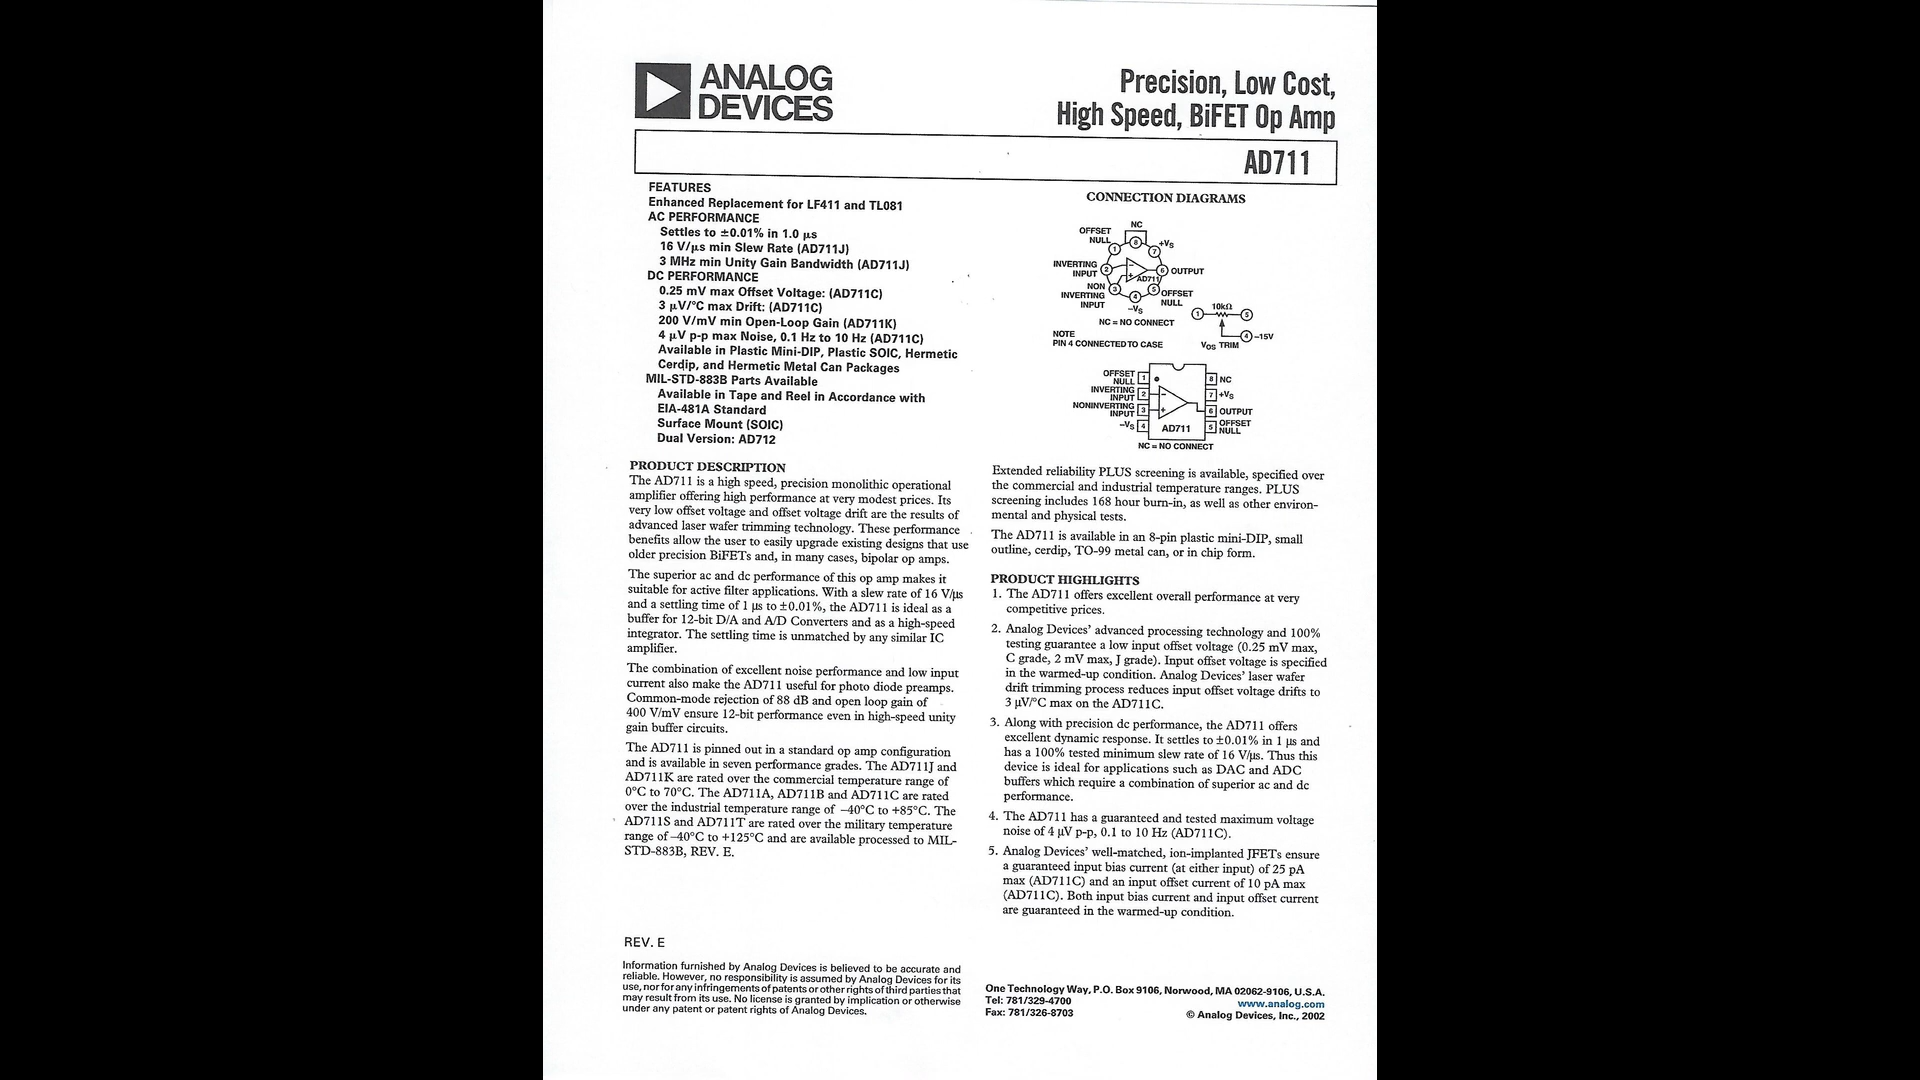 ANALOG
DEVICES
Precision, Low Cost,
High Speed, BiFET Op Amp
AD711
FEATURES
Enhanced Replacement for LF411 and TL081
AC PERFORMANCE
Settles to ±0.01% in 1.0 μs
16 V/μs min Slew Rate (AD711J)
3 MHz min Unity Gain Bandwidth (AD711J)
DC PERFORMANCE
0.25 mV max Offset Voltage: (AD711C)
3 μV/°C max Drift: (AD711C)
200 V/mV min Open-Loop Gain (AD711K)
4 μV p-p max Noise, 0.1 Hz to 10 Hz (AD711C)
Available in Plastic Mini-DIP, Plastic SOIC, Hermetic
Cerdip, and Hermetic Metal Can Packages
MIL-STD-883B Parts Available
Available in Tape and Reel in Accordance with
EIA-481A Standard
Surface Mount (SOIC)
Dual Version: AD712
PRODUCT DESCRIPTION
The AD711 is a high speed, precision monolithic operational
amplifier offering high performance at very modest prices. Its
very low offset voltage and offset voltage drift are the results of
advanced laser wafer trimming technology. These performance
benefits allow the user to easily upgrade existing designs that use
older precision BiFETs and, in many cases, bipolar op amps.
The superior ac and dc performance of this op amp makes it
suitable for active filter applications. With a slew rate of 16 V/μs
and a settling time of 1 μs to ±0.01%, the AD711 is ideal as a
buffer for 12-bit D/A and A/D Converters and as a high-speed
integrator. The settling time is unmatched by any similar IC
amplifier.
The combination of excellent noise performance and low input
current also make the AD711 useful for photo diode preamps.
Common-mode rejection of 88 dB and open loop gain of
400 V/mV ensure 12-bit performance even in high-speed unity
gain buffer circuits.
The AD711 is pinned out in a standard op amp configuration
and is available in seven performance grades. The AD711J and
AD711K are rated over the commercial temperature range of
0°C to 70°C. The AD711A, AD711B and AD711C are rated
over the industrial temperature range of –40°C to +85°C. The
AD711S and AD711T are rated over the military temperature
range of –40°C to +125°C and are available processed to MIL-
STD-883B, REV. E.
CONNECTION DIAGRAMS
NC
OFFSET
NULL
1
8
+VS
7
INVERTING
INPUT
2
6
OUTPUT
AD711
NON
INVERTING
INPUT
3
5
OFFSET
NULL
4
–VS
NC = NO CONNECT
NOTE
PIN 4 CONNECTED TO CASE
10kΩ
1
5
4
–15V
VOS TRIM
OFFSET
NULL
1
8
NC
INVERTING
INPUT
2
7
+VS
NONINVERTING
INPUT
3
6
OUTPUT
–VS
4
AD711
5
OFFSET
NULL
NC = NO CONNECT
Extended reliability PLUS screening is available, specified over
the commercial and industrial temperature ranges. PLUS
screening includes 168 hour burn-in, as well as other environ-
mental and physical tests.
The AD711 is available in an 8-pin plastic mini-DIP, small
outline, cerdip, TO-99 metal can, or in chip form.
PRODUCT HIGHLIGHTS
1. The AD711 offers excellent overall performance at very
competitive prices.
2. Analog Devices' advanced processing technology and 100%
testing guarantee a low input offset voltage (0.25 mV max,
C grade, 2 mV max, J grade). Input offset voltage is specified
in the warmed-up condition. Analog Devices' laser wafer
drift trimming process reduces input offset voltage drifts to
3 μV/°C max on the AD711C.
3. Along with precision dc performance, the AD711 offers
excellent dynamic response. It settles to ±0.01% in 1 μs and
has a 100% tested minimum slew rate of 16 V/μs. Thus this
device is ideal for applications such as DAC and ADC
buffers which require a combination of superior ac and dc
performance.
4. The AD711 has a guaranteed and tested maximum voltage
noise of 4 μV p-p, 0.1 to 10 Hz (AD711C).
5. Analog Devices' well-matched, ion-implanted JFETs ensure
a guaranteed input bias current (at either input) of 25 pA
max (AD711C) and an input offset current of 10 pA max
(AD711C). Both input bias current and input offset current
are guaranteed in the warmed-up condition.
REV. E
Information furnished by Analog Devices is believed to be accurate and
reliable. However, no responsibility is assumed by Analog Devices for its
use, nor for any infringements of patents or other rights of third parties that
may result from its use. No license is granted by implication or otherwise
under any patent or patent rights of Analog Devices.
One Technology Way, P.O. Box 9106, Norwood, MA 02062-9106, U.S.A.
Tel: 781/329-4700
www.analog.com
Fax: 781/326-8703
© Analog Devices, Inc., 2002